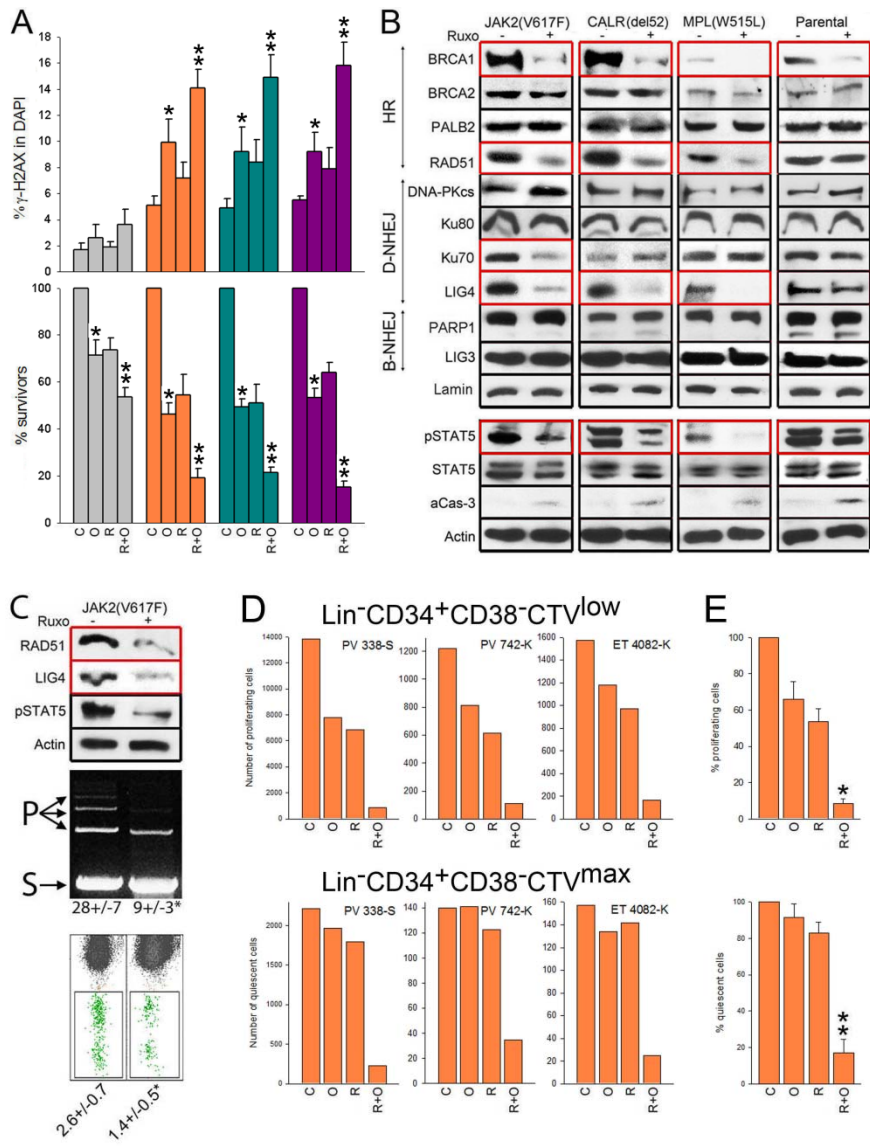 A
18
16
14
12
10
8
6
4
2
0
% γ-H2AX in DAPI
* ** * ** * **
100
80
60
40
20
0
% survivors
* ** * ** * ** * **
C O R R+O C O R R+O C O R R+O C O R R+O
B
JAK2(V617F) CALR(del52) MPL(W515L) Parental
Ruxo - + - + - + - +
HR
D-NHEJ
B-NHEJ
BRCA1
BRCA2
PALB2
RAD51
DNA-PKcs
Ku80
Ku70
LIG4
PARP1
LIG3
Lamin
pSTAT5
STAT5
aCas-3
Actin
C
JAK2(V617F)
Ruxo - +
RAD51
LIG4
pSTAT5
Actin
P
S
28+/-7 9+/-3*
2.6+/-0.7 1.4+/-0.5*
D
Lin-CD34+CD38-CTVlow
Number of proliferating cells
14000
12000
10000
8000
6000
4000
2000
0
PV 338-S
C O R R+O
1200
1000
800
600
400
200
0
PV 742-K
C O R R+O
1600
1400
1200
1000
800
600
400
200
0
ET 4082-K
C O R R+O
Lin-CD34+CD38-CTVmax
Number of quiescent cells
2000
1500
1000
500
0
PV 338-S
C O R R+O
140
120
100
80
60
40
20
0
PV 742-K
C O R R+O
160
140
120
100
80
60
40
20
0
ET 4082-K
C O R R+O
E
% proliferating cells
100
80
60
40
20
0
*
C O R R+O
% quiescent cells
100
80
60
40
20
0
**
C O R R+O